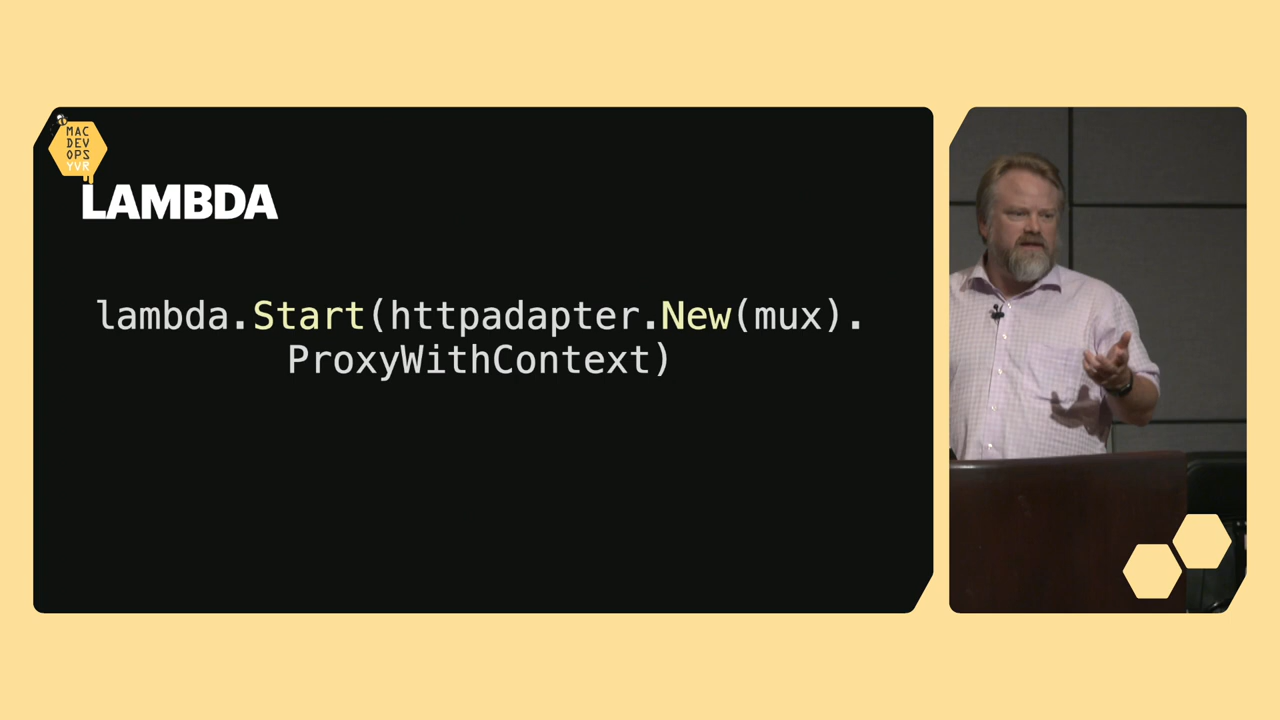 MAC
DEV
OPS
YVR
LAMBDA
lambda.Start(httpadapter.New(mux).
ProxyWithContext)